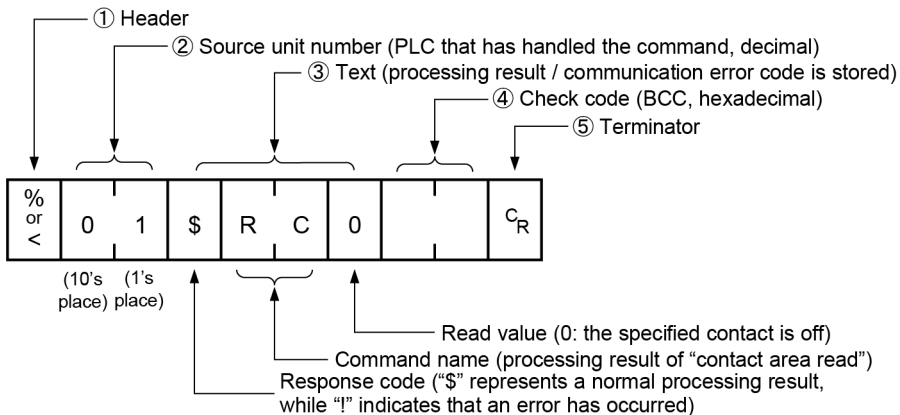 ① Header
② Source unit number (PLC that has handled the command, decimal)
③ Text (processing result / communication error code is stored)
④ Check code (BCC, hexadecimal)
⑤ Terminator
% or < 0 1 $ R C 0 CR
(10's place) (1's place)
Read value (0: the specified contact is off)
Command name (processing result of “contact area read”)
Response code (“$” represents a normal processing result,
while “!” indicates that an error has occurred)